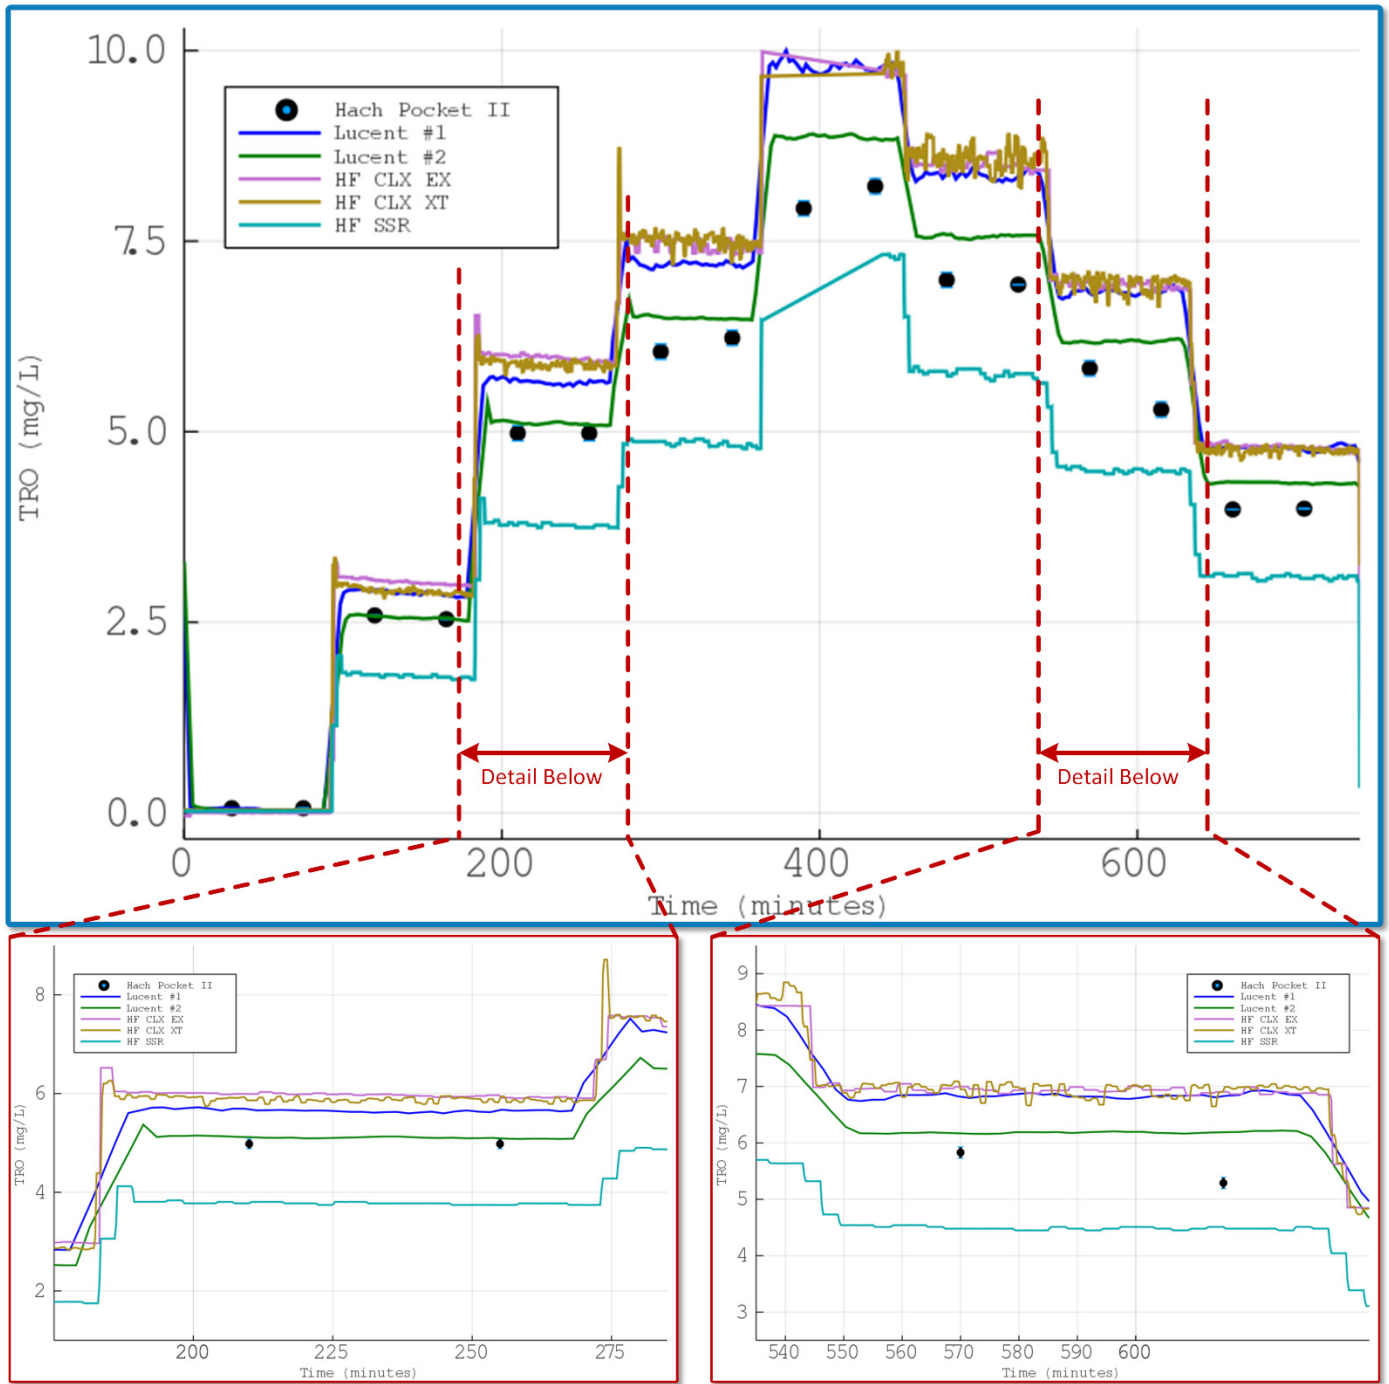 10.0
7.5
5.0
2.5
0.0
TRO (mg/L)
Hach Pocket II
Lucent #1
Lucent #2
HF CLX EX
HF CLX XT
HF SSR
Detail Below
Detail Below
0 200 400 600
Time (minutes)
8
6
4
2
TRO (mg/L)
Hach Pocket II
Lucent #1
Lucent #2
HF CLX EX
HF CLX XT
HF SSR
200 225 250 275
Time (minutes)
9
8
7
6
5
4
3
TRO (mg/L)
Hach Pocket II
Lucent #1
Lucent #2
HF CLX EX
HF CLX XT
HF SSR
540 550 560 570 580 590 600
Time (minutes)